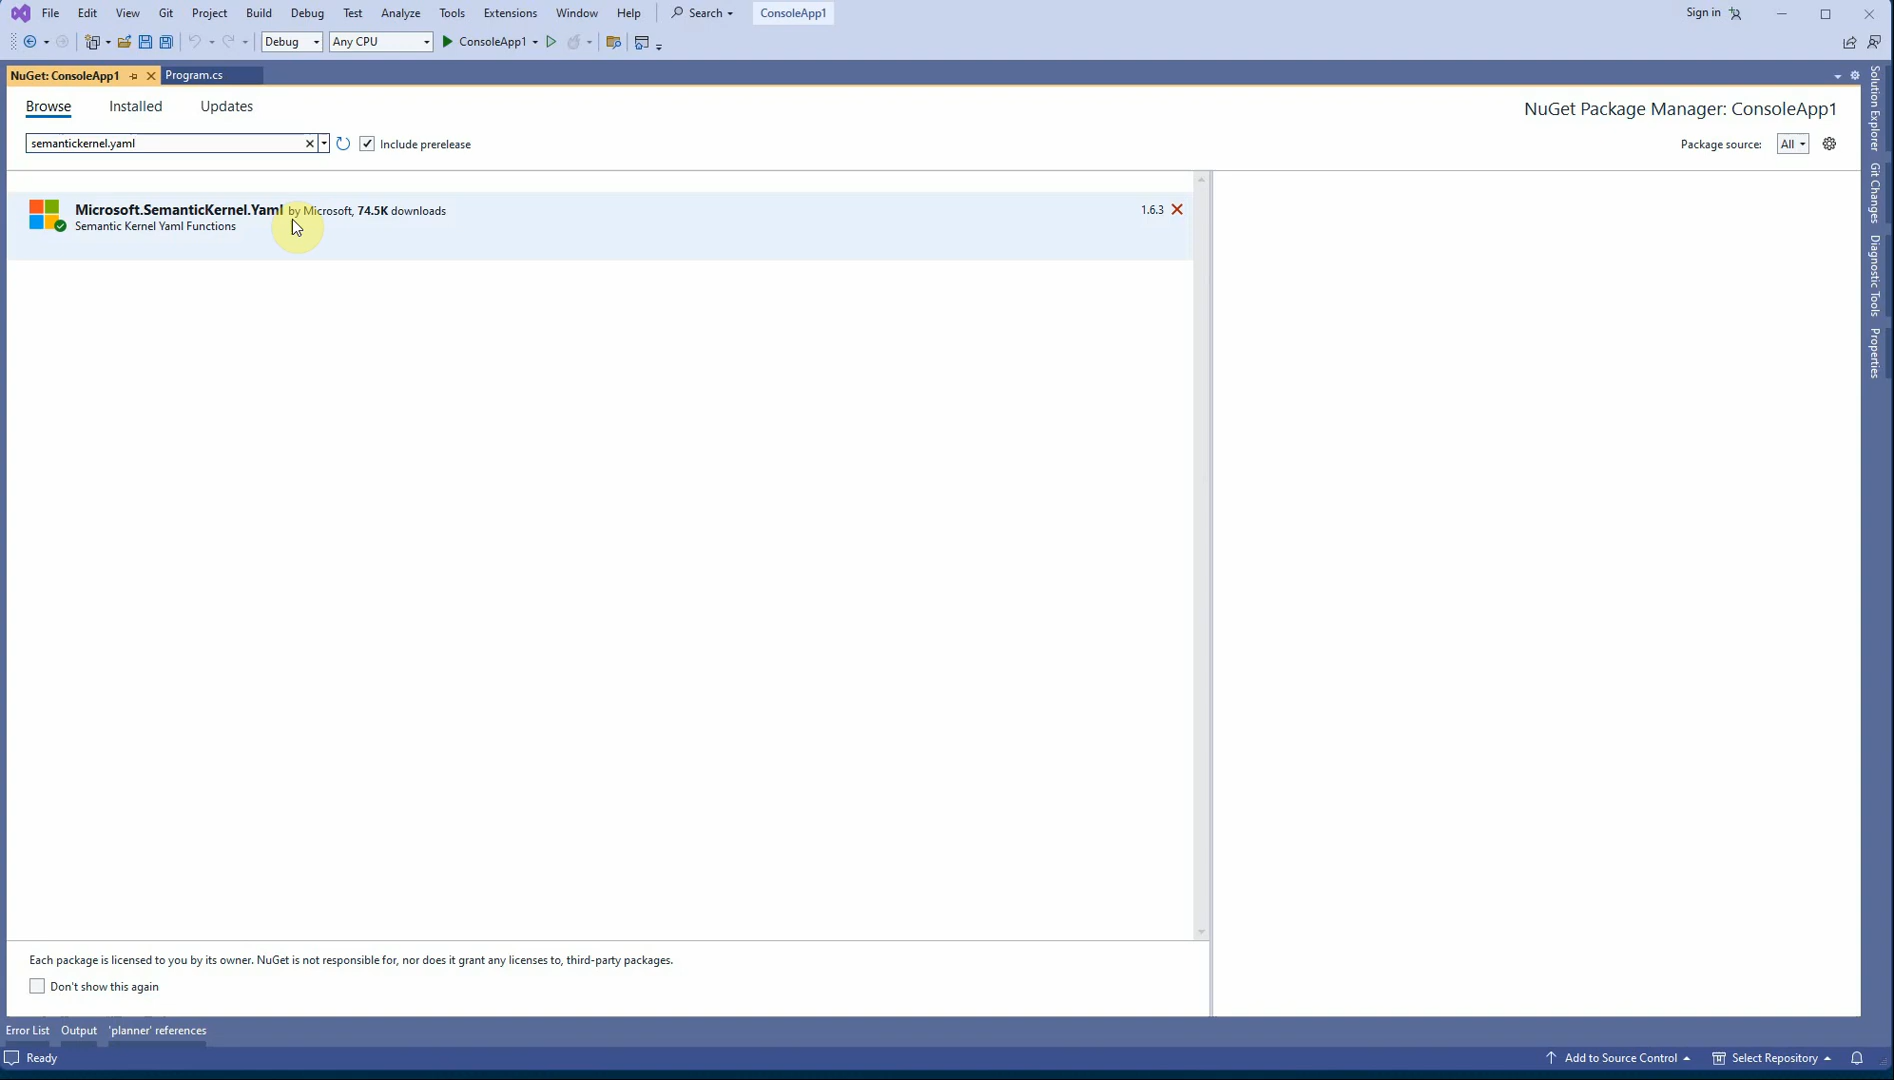 File Edit View Git Project Build Debug Test Analyze Tools Extensions Window Help Search ConsoleApp1 Sign in
Debug Any CPU ConsoleApp1
NuGet: ConsoleApp1 Program.cs
Browse Installed Updates
NuGet Package Manager: ConsoleApp1
semantickernel.yaml
Include prerelease
Package source: All
Microsoft.SemanticKernel.Yaml by Microsoft, 74.5K downloads 1.6.3
Semantic Kernel Yaml Functions
Solution Explorer
Git Changes
Diagnostic Tools
Properties
Each package is licensed to you by its owner. NuGet is not responsible for, nor does it grant any licenses to, third-party packages.
Don't show this again
Error List Output 'planner' references
Ready Add to Source Control Select Repository